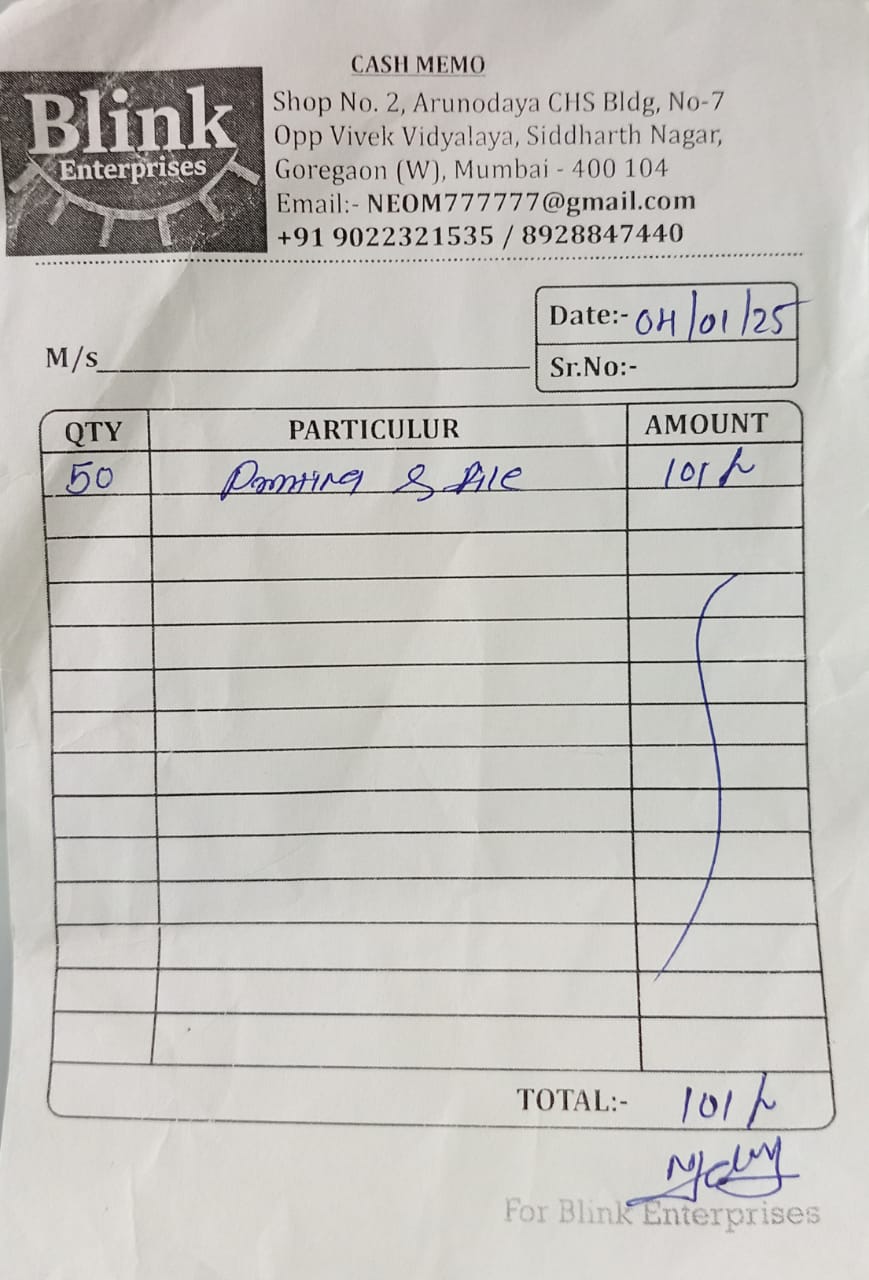 CASH MEMO
Blink
Enterprises
Shop No. 2, Arunodaya CHS Bldg, No-7
Opp Vivek Vidyalaya, Siddharth Nagar,
Goregaon (W), Mumbai - 400 104
Email:- NEOM777777@gmail.com
+91 9022321535 / 8928847440
Date:- 04/01/25
M/s
Sr.No:-
QTY PARTICULUR AMOUNT
50 & File 101/-
TOTAL:- 101/-
For Blink Enterprises